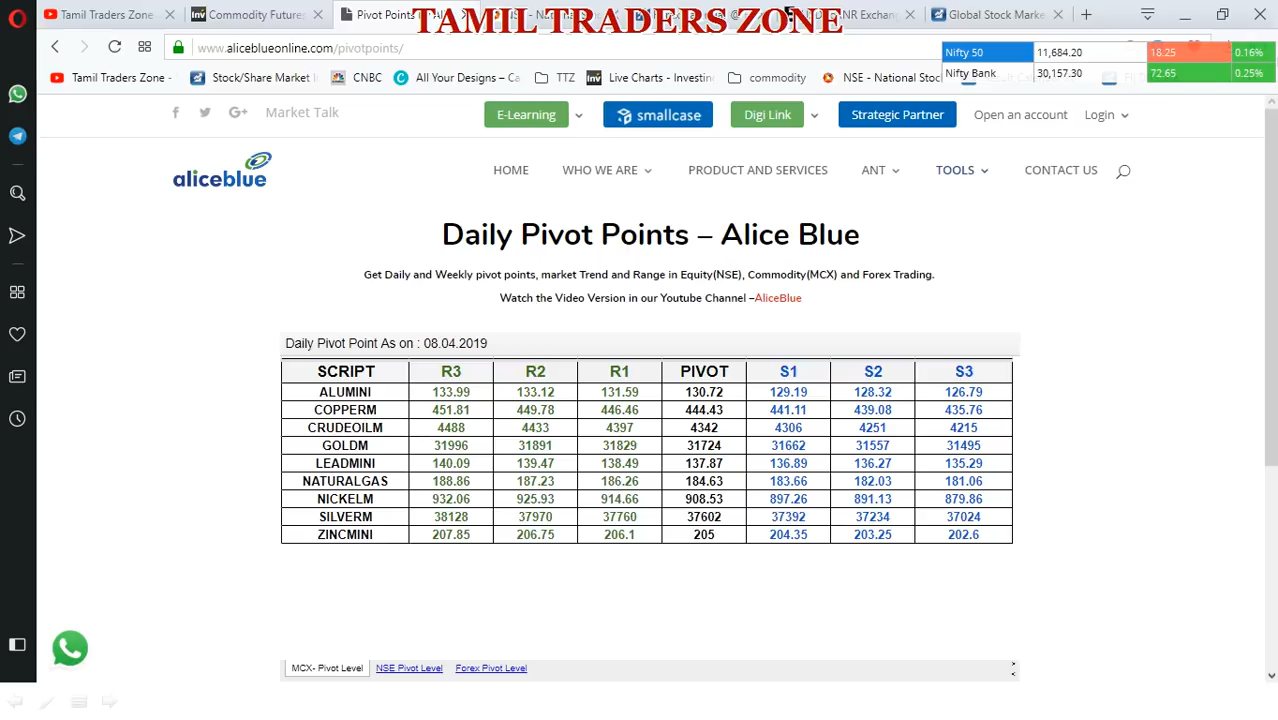 Tamil Traders Zone
Commodity Futures
Pivot Points
Global Stock Mark
TAMIL TRADERS ZONE
www.aliceblueonline.com/pivotpoints/
Nifty 50 11,684.20 18.25 0.16%
Nifty Bank 30,157.30 72.65 0.25%
Tamil Traders Zone - Stock/Share Market CNBC All Your Designs – Ca TTZ Live Charts - Investin commodity NSE - National Stoc
Market Talk E-Learning smallcase Digi Link Strategic Partner Open an account Login
aliceblue HOME WHO WE ARE PRODUCT AND SERVICES ANT TOOLS CONTACT US
Daily Pivot Points – Alice Blue
Get Daily and Weekly pivot points, market Trend and Range in Equity(NSE), Commodity(MCX) and Forex Trading.
Watch the Video Version in our Youtube Channel –AliceBlue
Daily Pivot Point As on : 08.04.2019
SCRIPT R3 R2 R1 PIVOT S1 S2 S3
ALUMINI 133.99 133.12 131.59 130.72 129.19 128.32 126.79
COPPERM 451.81 449.78 446.46 444.43 441.11 439.08 435.76
CRUDEOILM 4488 4433 4397 4342 4306 4251 4215
GOLDM 31996 31891 31829 31724 31662 31557 31495
LEADMINI 140.09 139.47 138.49 137.87 136.89 136.27 135.29
NATURALGAS 188.86 187.23 186.26 184.63 183.66 182.03 181.06
NICKELM 932.06 925.93 914.66 908.53 897.26 891.13 879.86
SILVERM 38128 37970 37760 37602 37392 37234 37024
ZINCMINI 207.85 206.75 206.1 205 204.35 203.25 202.6
MCX- Pivot Level NSE Pivot Level Forex Pivot Level